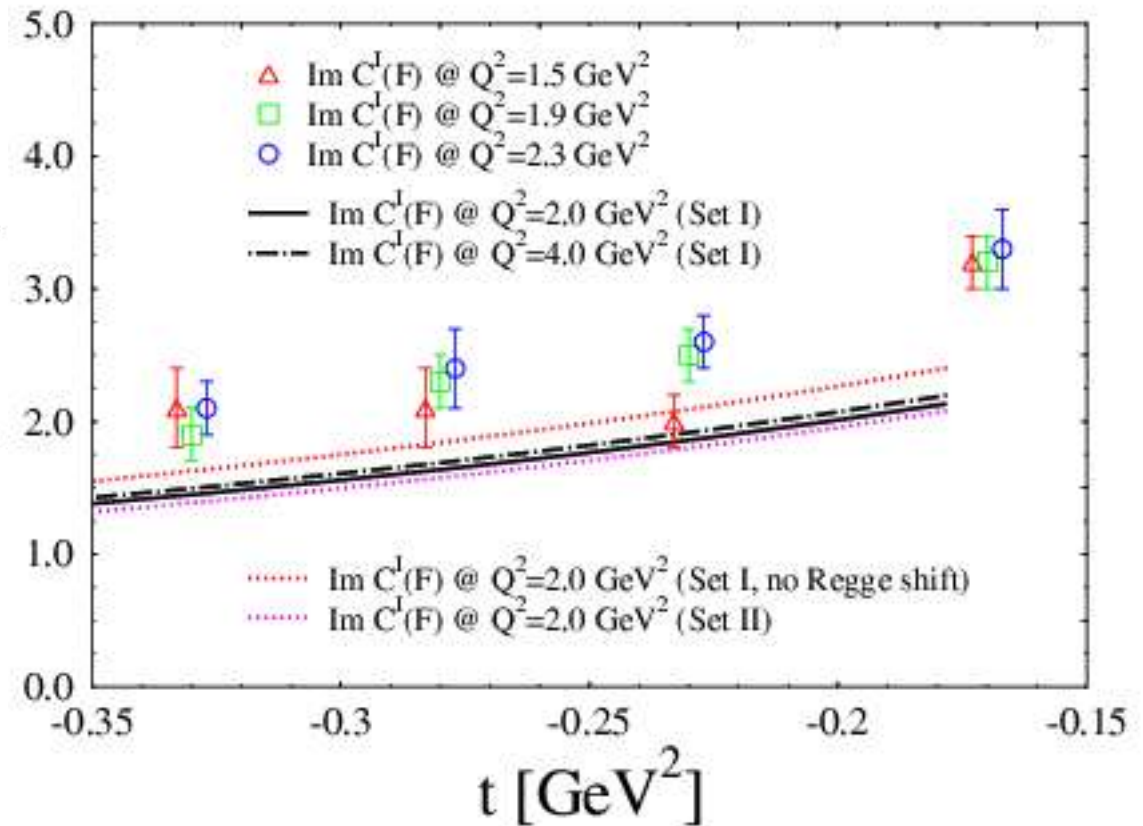 5.0
4.0
3.0
2.0
1.0
0.0
Im C^I(F) @ Q^2=1.5 GeV^2
Im C^I(F) @ Q^2=1.9 GeV^2
Im C^I(F) @ Q^2=2.3 GeV^2
Im C^I(F) @ Q^2=2.0 GeV^2 (Set I)
Im C^I(F) @ Q^2=4.0 GeV^2 (Set I)
Im C^I(F) @ Q^2=2.0 GeV^2 (Set I, no Regge shift)
Im C^I(F) @ Q^2=2.0 GeV^2 (Set II)
-0.35 -0.3 -0.25 -0.2 -0.15
t [GeV^2]